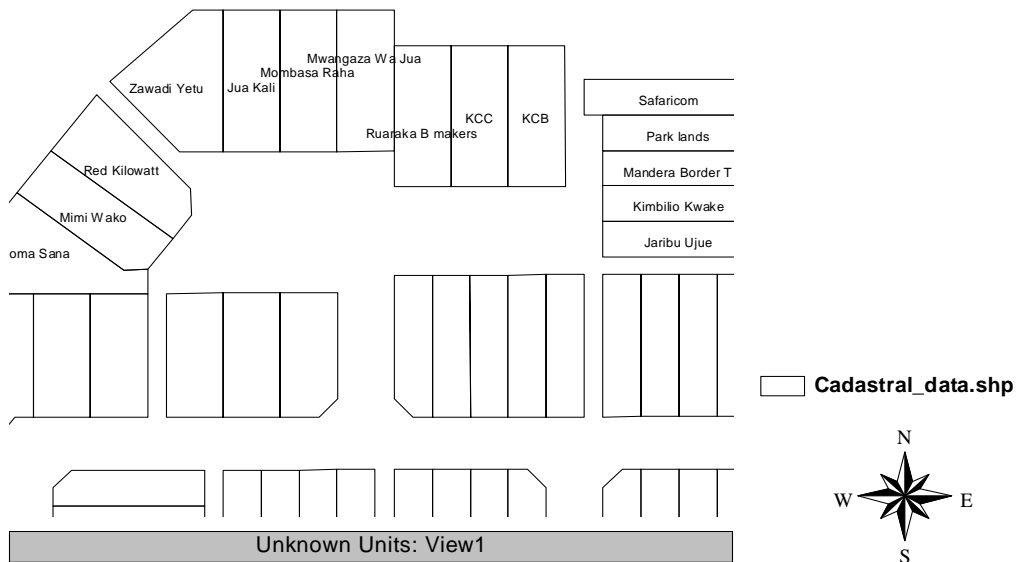 Mwangaza Wa Jua
Mombasa Raha
Zawadi Yetu
Jua Kali
Safaricom
KCC
KCB
Ruaraka B makers
Park lands
Red Kilowatt
Mandera Border T
Mimi Wako
Kimbilio Kwake
oma Sana
Jaribu Ujue
Cadastral_data.shp
N
W
E
S
Unknown Units: View1